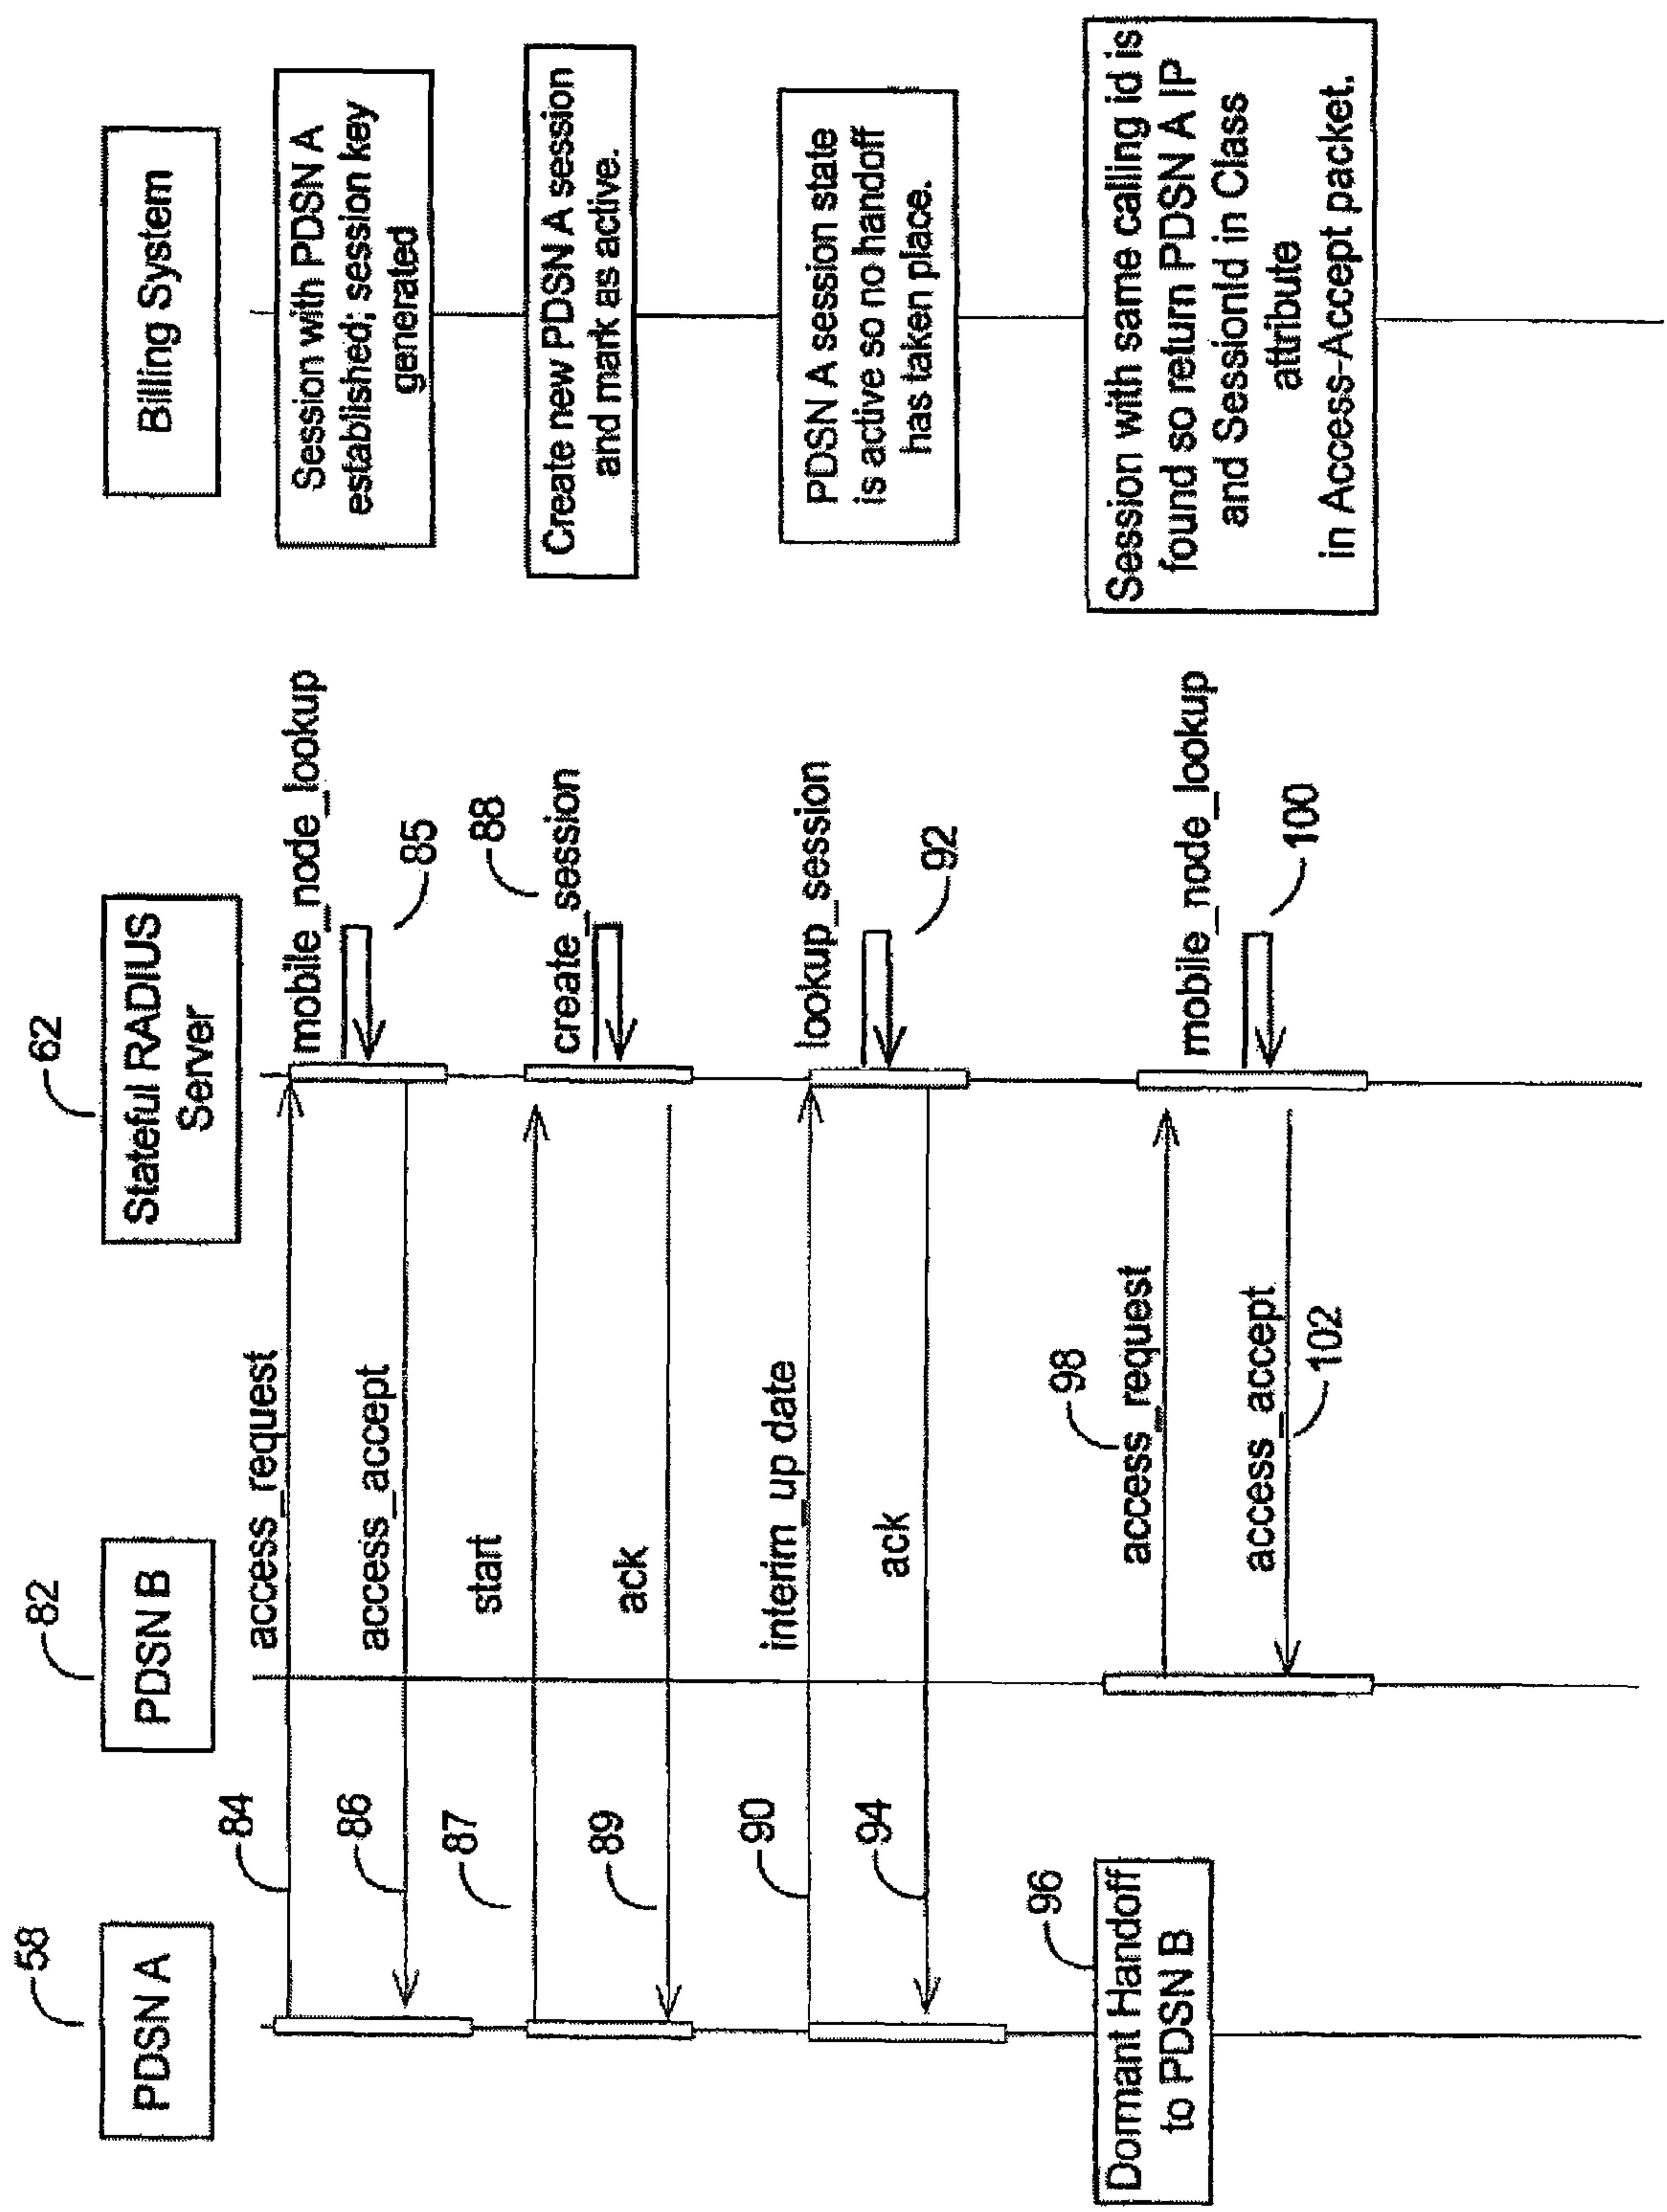 58
PDSN A
82
PDSN B
62
Stateful RADIUS
Server
Billing System
84
access_request
mobile_node_lookup
85
Session with PDSN A
established; session key
generated
86
access_accept
87
start
88
create_session
Create new PDSN A session
and mark as active.
89
ack
90
interim_up date
lookup_session
92
PDSN A session state
is active so no handoff
has taken place.
94
ack
96
Domant Handoff
to PDSN B
98
access_request
mobile_node_lookup
100
Session with same calling id is
found so return PDSN A IP
and SessionId in Class
attribute
in Access-Accept packet.
access_accept
102